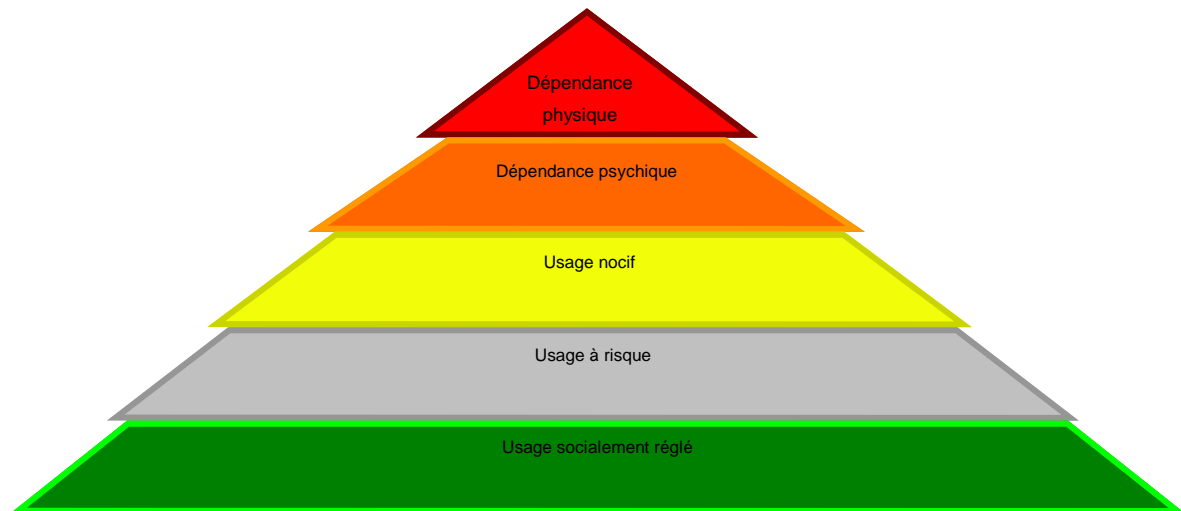 Dépendance
physique
Dépendance psychique
Usage nocif
Usage à risque
Usage socialement réglé